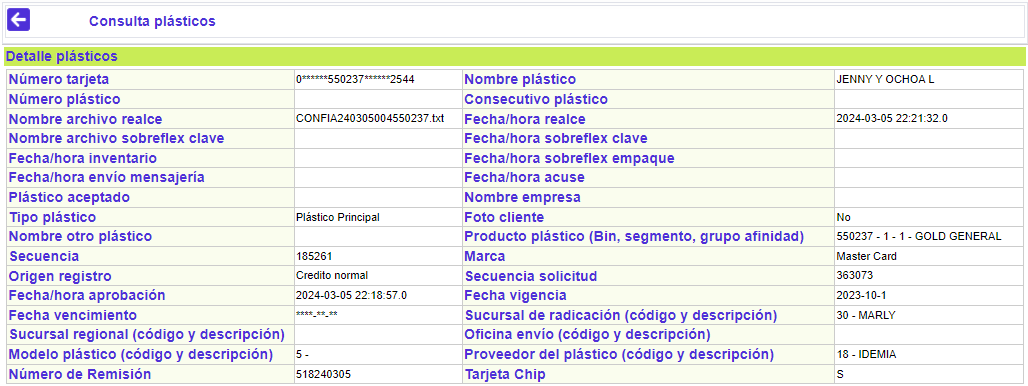 Consulta plásticos
Detalle plásticos
Número tarjeta 0******550237******2544 Nombre plástico JENNY Y OCHOA L
Número plástico Consecutivo plástico
Nombre archivo realce CONFIA240305004550237.txt Fecha/hora realce 2024-03-05 22:21:32.0
Nombre archivo sobreflex clave Fecha/hora sobreflex clave
Fecha/hora inventario Fecha/hora sobreflex empaque
Fecha/hora envío mensajería Fecha/hora acuse
Plástico aceptado Nombre empresa
Tipo plástico Plástico Principal Foto cliente No
Nombre otro plástico Producto plástico (Bin, segmento, grupo afinidad) 550237 - 1 - 1 - GOLD GENERAL
Secuencia 185261 Marca Master Card
Origen registro Credito normal Secuencia solicitud 363073
Fecha/hora aprobación 2024-03-05 22:18:57.0 Fecha vigencia 2023-10-1
Fecha vencimiento ****-**-** Sucursal de radicación (código y descripción) 30 - MARLY
Sucursal regional (código y descripción) Oficina envío (código y descripción)
Modelo plástico (código y descripción) 5 - Proveedor del plástico (código y descripción) 18 - IDEMIA
Número de Remisión 518240305 Tarjeta Chip S